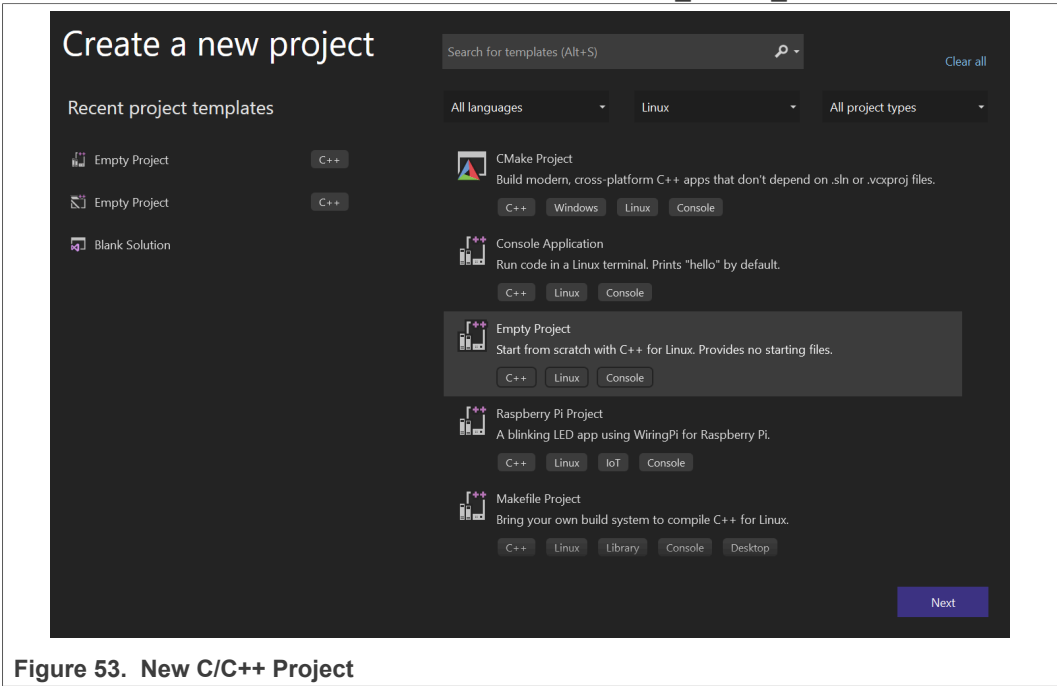 Create a new project
Search for templates (Alt+S)
Clear all
Recent project templates
All languages
Linux
All project types
Empty Project
C++
Empty Project
C++
Blank Solution
CMake Project
Build modern, cross-platform C++ apps that don't depend on .sln or .vcxproj files.
C++ Windows Linux Console
Console Application
Run code in a Linux terminal. Prints "hello" by default.
C++ Linux Console
Empty Project
Start from scratch with C++ for Linux. Provides no starting files.
C++ Linux Console
Raspberry Pi Project
A blinking LED app using WiringPi for Raspberry Pi.
C++ Linux IoT Console
Makefile Project
Bring your own build system to compile C++ for Linux.
C++ Linux Library Console Desktop
Next
Figure 53. New C/C++ Project